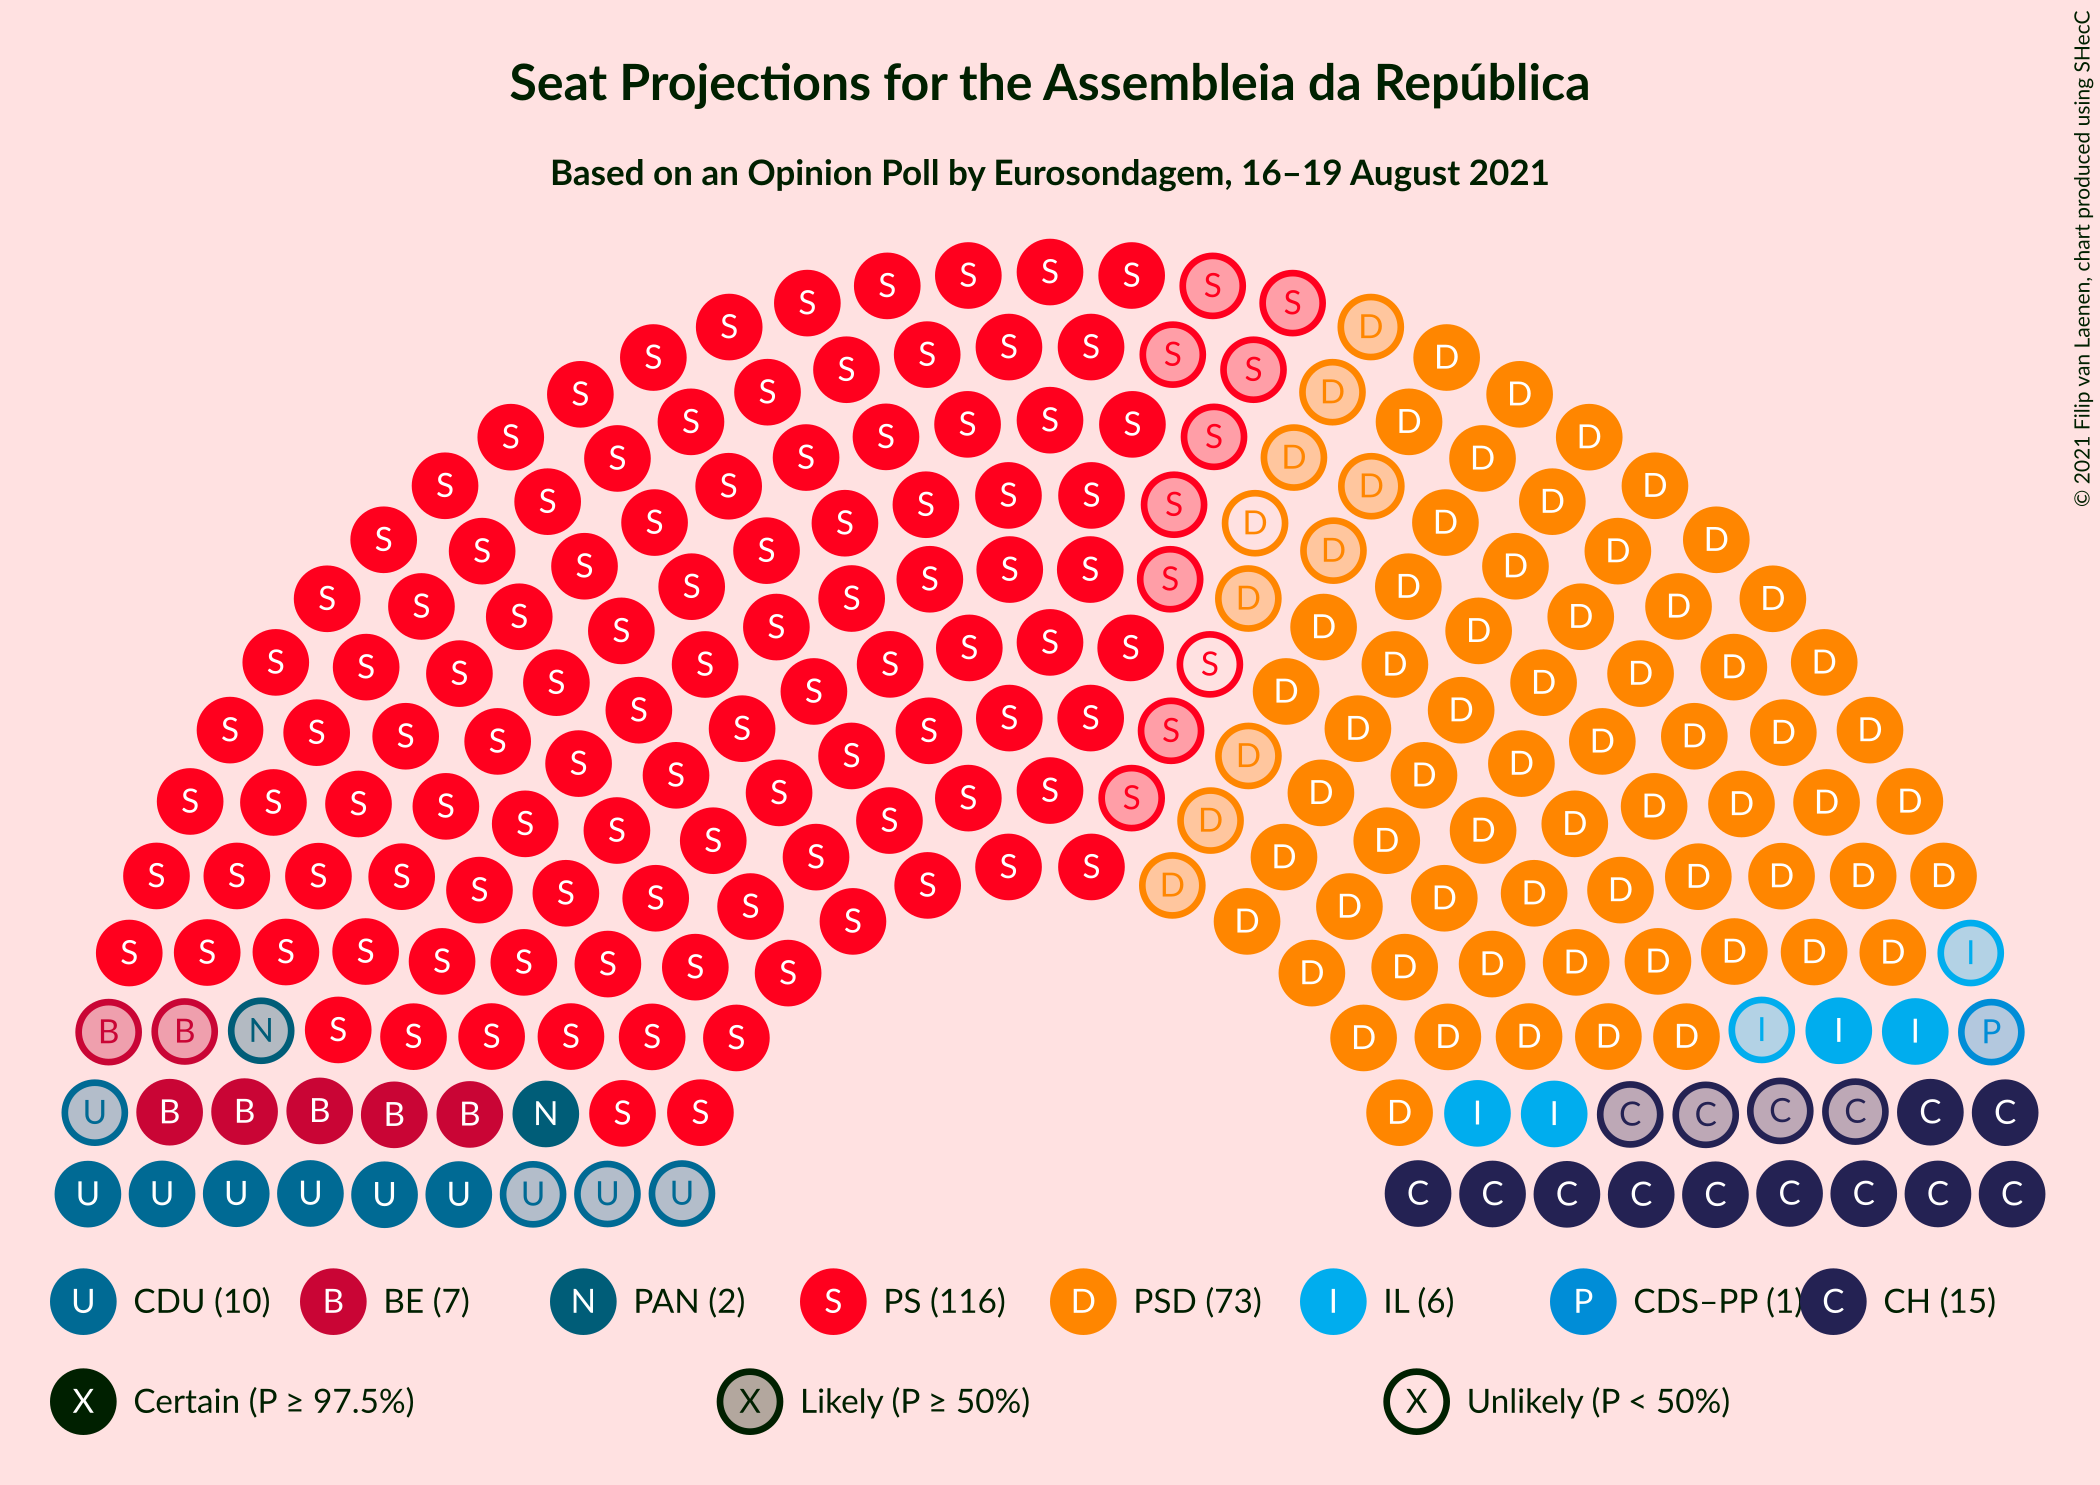 Seat Projections for the Assembleia da República
Based on an Opinion Poll by Eurosondagem, 16–19 August 2021
© 2021 Filip van Laenen, chart produced using SHecC
S S S S S S S S D
S S S D D
S S S S S S D
S S D D
S S S S S S S S D
S S S D D
S S S S S S D
S S D D
S S S S S S S D D
S S S D D D
S S S S S S D
S S D D D
S S S S S S D D
S S S D D D
S S S S S S D D
S S D D D
S S S S S S D D
S S S S D D D
S S S S S S D D D
S S S S D D D D
S S S S S S D D D
S S S S S D D D D
S S S S S S S D D D D
S S S S S D D D D
S S S S S S S S D D D D D
S S S S D D D D
S S S S S S S S S D D D D D D D D I
B B N S S S S S S D D D D D I I I P
U B B B B B N S S D I I C C C C C C
U U U U U U U U U C C C C C C C C C
U CDU (10) B BE (7) N PAN (2) S PS (116) D PSD (73) I IL (6) P CDS–PP (1) C CH (15)
X Certain (P ≥ 97.5%) X Likely (P ≥ 50%) X Unlikely (P < 50%)